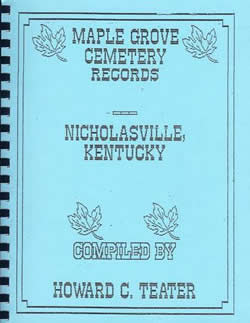 MAPLE GROVE
CEMETERY
RECORDS
NICHOLASVILLE,
KENTUCKY
COMPILED BY
HOWARD C. TEATER